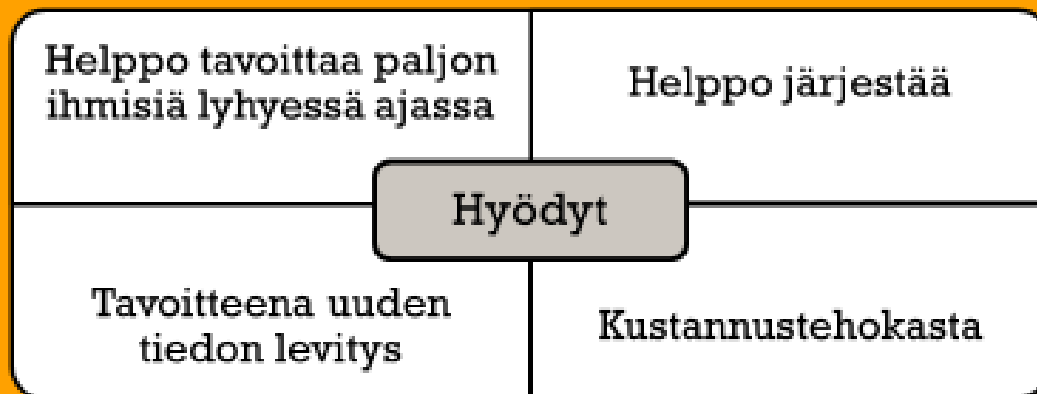 Helppo tavoittaa paljon
ihmisiä lyhyessä ajassa
Helppo järjestää
Hyödyt
Tavoitteena uuden
tiedon levitys
Kustannustehokasta